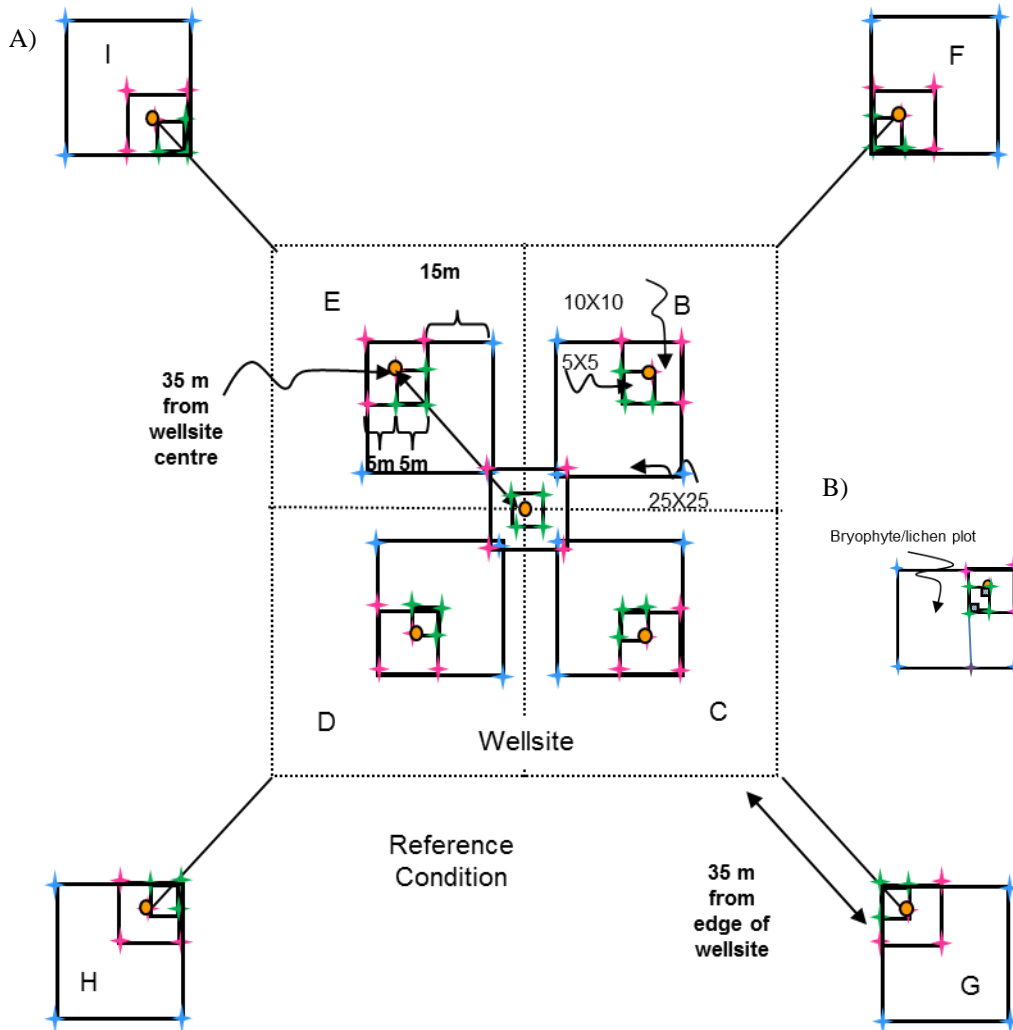 A)
I
F
15m
E
10X10
B
5X5
35 m
from
wellsite
centre
5m 5m
25X25
B)
Bryophyte/lichen plot
D
C
Wellsite
Reference
Condition
35 m
from
edge of
wellsite
H
G